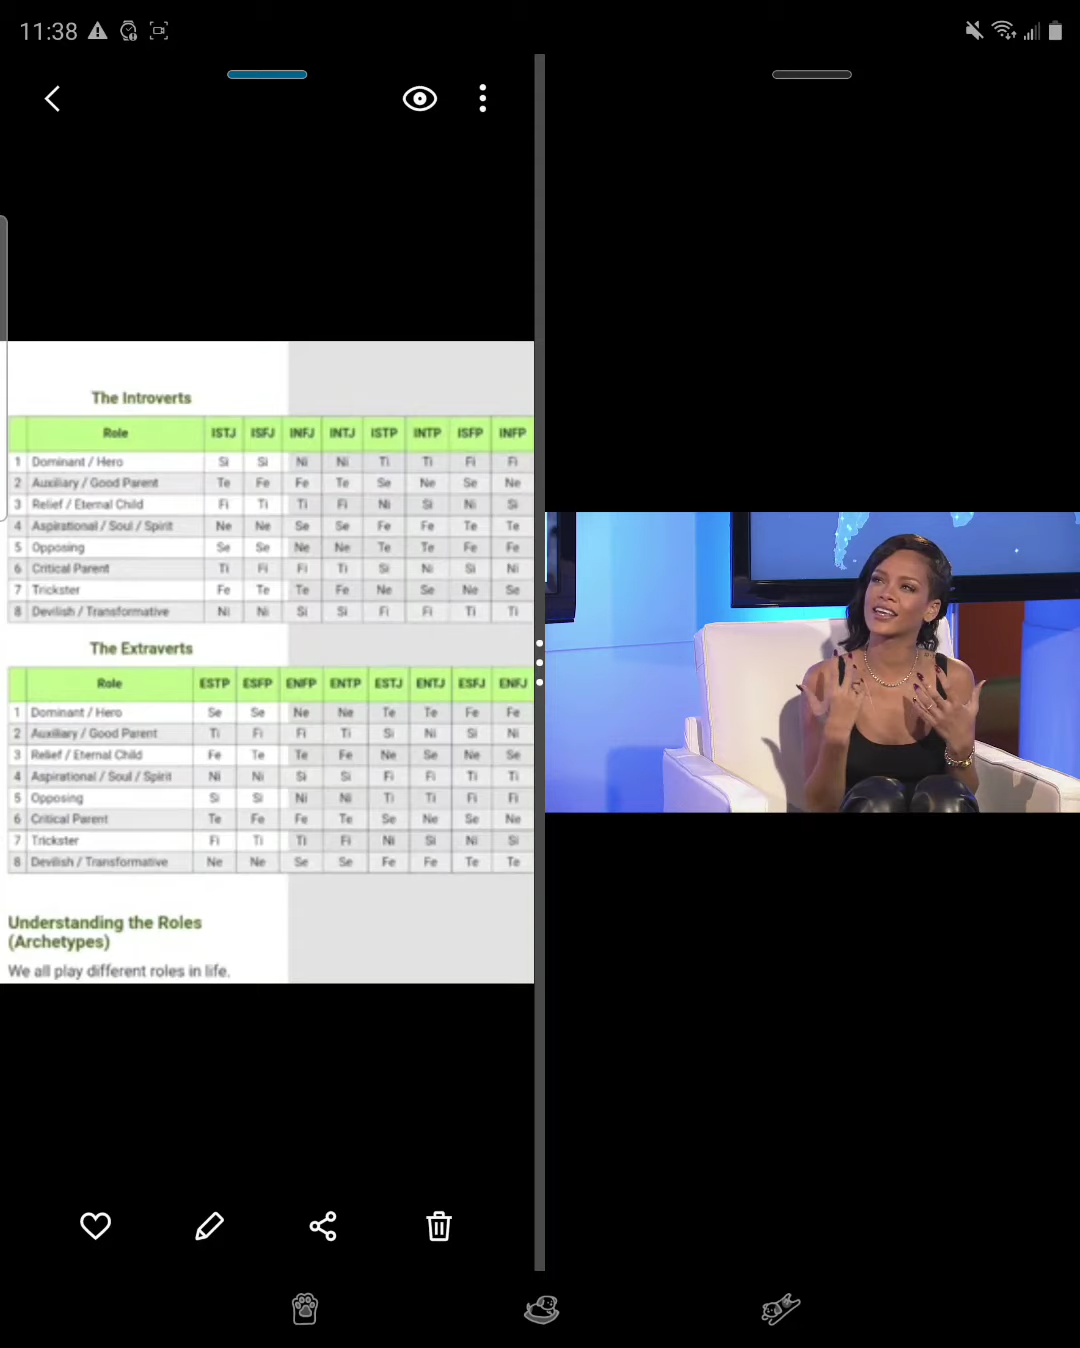 11:38
The Introverts
Role ISTJ ISFJ INFJ INTJ ISTP INTP ISFP INFP
1 Dominant / Hero Si Si Ni Ni Ti Ti Fi Fi
2 Auxiliary / Good Parent Te Fe Fe Te Se Ne Se Ne
3 Relief / Eternal Child Fi Ti Ti Fi Ni Si Ni Si
4 Aspirational / Soul / Spirit Ne Ne Se Se Fe Fe Te Te
5 Opposing Se Se Ne Ne Te Te Fe Fe
6 Critical Parent Ti Fi Fi Ti Si Ni Si Ni
7 Trickster Fe Te Te Fe Ne Se Ne Se
8 Devilish / Transformative Ni Ni Si Si Fi Fi Ti Ti
The Extraverts
Role ESTP ESFP ENFP ENTP ESTJ ENTJ ESFJ ENFJ
1 Dominant / Hero Se Se Ne Ne Te Te Fe Fe
2 Auxiliary / Good Parent Ti Fi Fi Ti Si Ni Si Ni
3 Relief / Eternal Child Fe Te Te Fe Ne Se Ne Se
4 Aspirational / Soul / Spirit Ni Ni Si Si Fi Fi Ti Ti
5 Opposing Si Si Ni Ni Ti Ti Fi Fi
6 Critical Parent Te Fe Fe Te Se Ne Se Ne
7 Trickster Fi Ti Ti Fi Ni Si Ni Si
8 Devilish / Transformative Ne Ne Se Se Fe Fe Te Te
Understanding the Roles
(Archetypes)
We all play different roles in life.